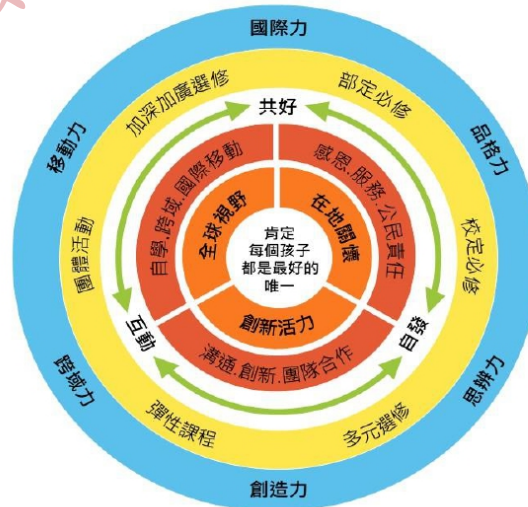 國際力
品格力
思辨力
創造力
跨域力
移動力
部定必修
校定必修
多元選修
彈性課程
團體活動
加深加廣選修
共好
自發
互動
感恩.服務.公民責任
溝通.創新.團隊合作
自學.跨域.國際移動
在地關懷
創新活力
全球視野
肯定
每個孩子
都是最好的
唯一